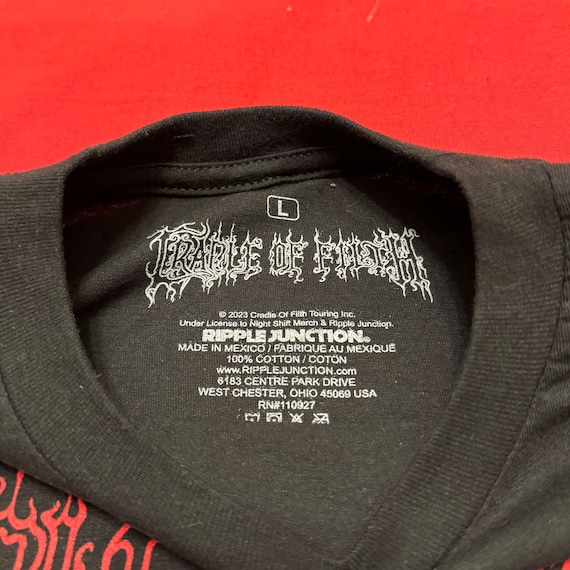 L
CRADLE OF FILTH
© 2023 Cradle Of Filth Touring Inc.
Under License to Night Shift Merch & Ripple Junction.
RIPPLE JUNCTION®
MADE IN MEXICO / FABRIQUE AU MEXIQUE
100% COTTON / COTON
www.RIPPLEJUNCTION.com
6183 CENTRE PARK DRIVE
WEST CHESTER, OHIO 45069 USA
RN#110927